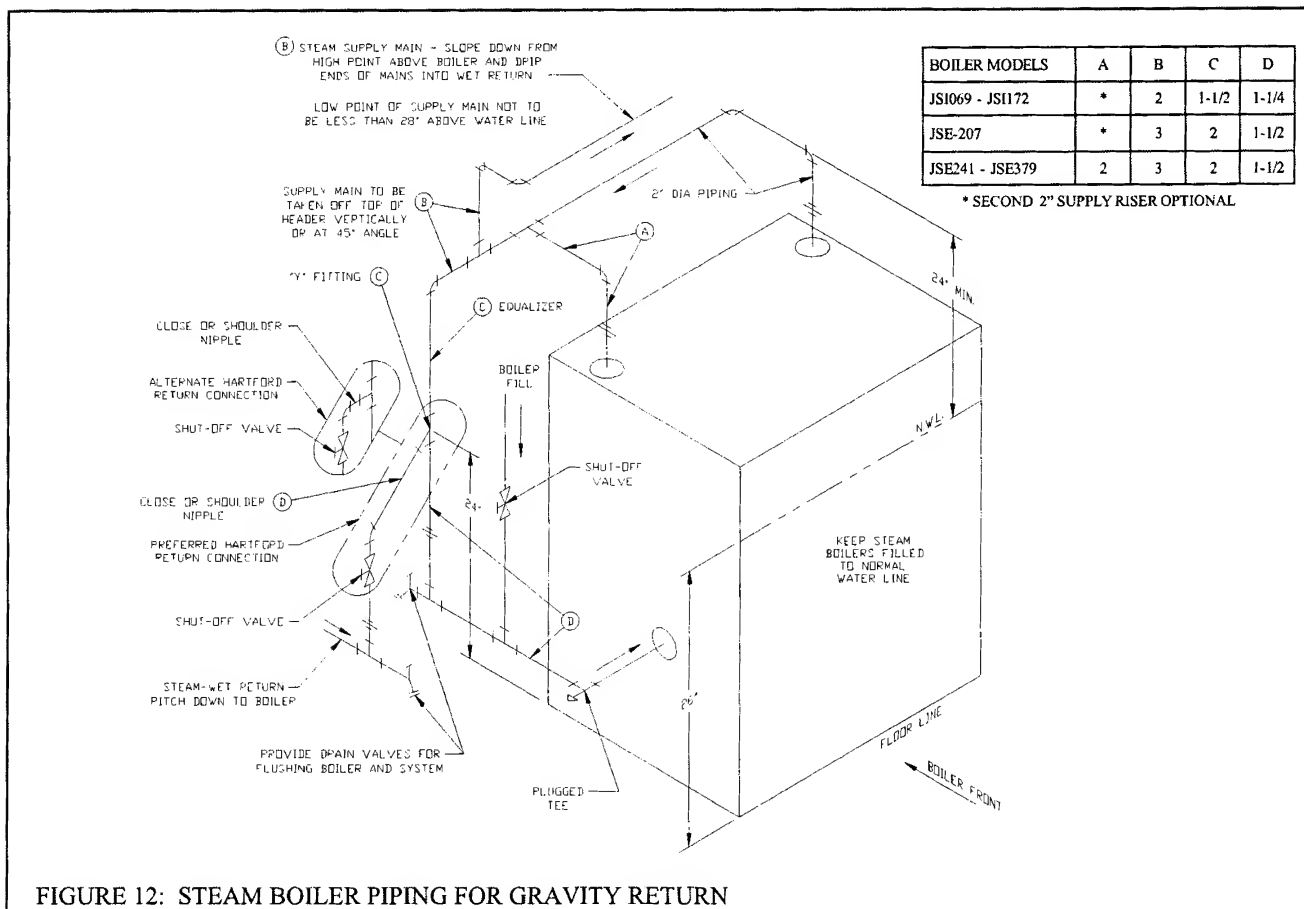 (B) STEAM SUPPLY MAIN - SLOPE DOWN FROM
HIGH POINT ABOVE BOILER AND DRIP
ENDS OF MAINS INTO WET RETURN
LOW POINT OF SUPPLY MAIN NOT TO
BE LESS THAN 28" ABOVE WATER LINE
BOILER MODELS A B C D
JSI069 - JSI172 * 2 1-1/2 1-1/4
JSE-207 * 3 2 1-1/2
JSE241 - JSE379 2 3 2 1-1/2
* SECOND 2" SUPPLY RISER OPTIONAL
SUPPLY MAIN TO BE
TAKEN OFF TOP OF
HEADER VERTICALLY
OR AT 45° ANGLE
B
2" DIA PIPING
A
"Y" FITTING (C)
(C) EQUALIZER
24" MIN.
CLOSE OR SHOULDER
NIPPLE
ALTERNATE HARTFORD
RETURN CONNECTION
SHUT-OFF VALVE
BOILER
FILL
N.W.L.
SHUT-OFF
VALVE
24"
CLOSE OR SHOULDER (D)
NIPPLE
PREFERRED HARTFORD
RETURN CONNECTION
SHUT-OFF VALVE
KEEP STEAM
BOILERS FILLED
TO NORMAL
WATER LINE
D
26"
STEAM-WET RETURN
PITCH DOWN TO BOILER
PROVIDE DRAIN VALVES FOR
FLUSHING BOILER AND SYSTEM
PLUGGED
TEE
FLOOR LINE
BOILER FRONT
FIGURE 12: STEAM BOILER PIPING FOR GRAVITY RETURN